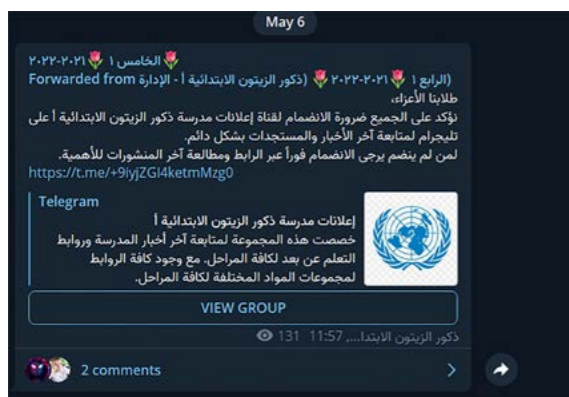 May 6
🌷الخامس ١ 🌷٢٠٢١-٢٠٢٢
Forwarded from ذكور الزيتون الابتدائية أ - الإدارة) 🌷٢٠٢١-٢٠٢٢🌷 الرابع ١)
طلابنا الأعزاء،
نؤكد على الجميع ضرورة الانضمام لقناة إعلانات مدرسة ذكور الزيتون الابتدائية أ على
تليجرام لمتابعة آخر الأخبار والمستجدات بشكل دائم.
لمن لم ينضم يرجى الانضمام فوراً عبر الرابط ومطالعة آخر المنشورات للأهمية.
https://t.me/+9iyjZGl4ketmMzg0
Telegram
إعلانات مدرسة ذكور الزيتون الابتدائية أ
خصصت هذه المجموعة لمتابعة آخر أخبار المدرسة وروابط
التعلم عن بعد لكافة المراحل. مع وجود كافة الروابط
لمجموعات المواد المختلفة لكافة المراحل.
VIEW GROUP
131 ذكور الزيتون الابتدا..., 11:57
2 comments